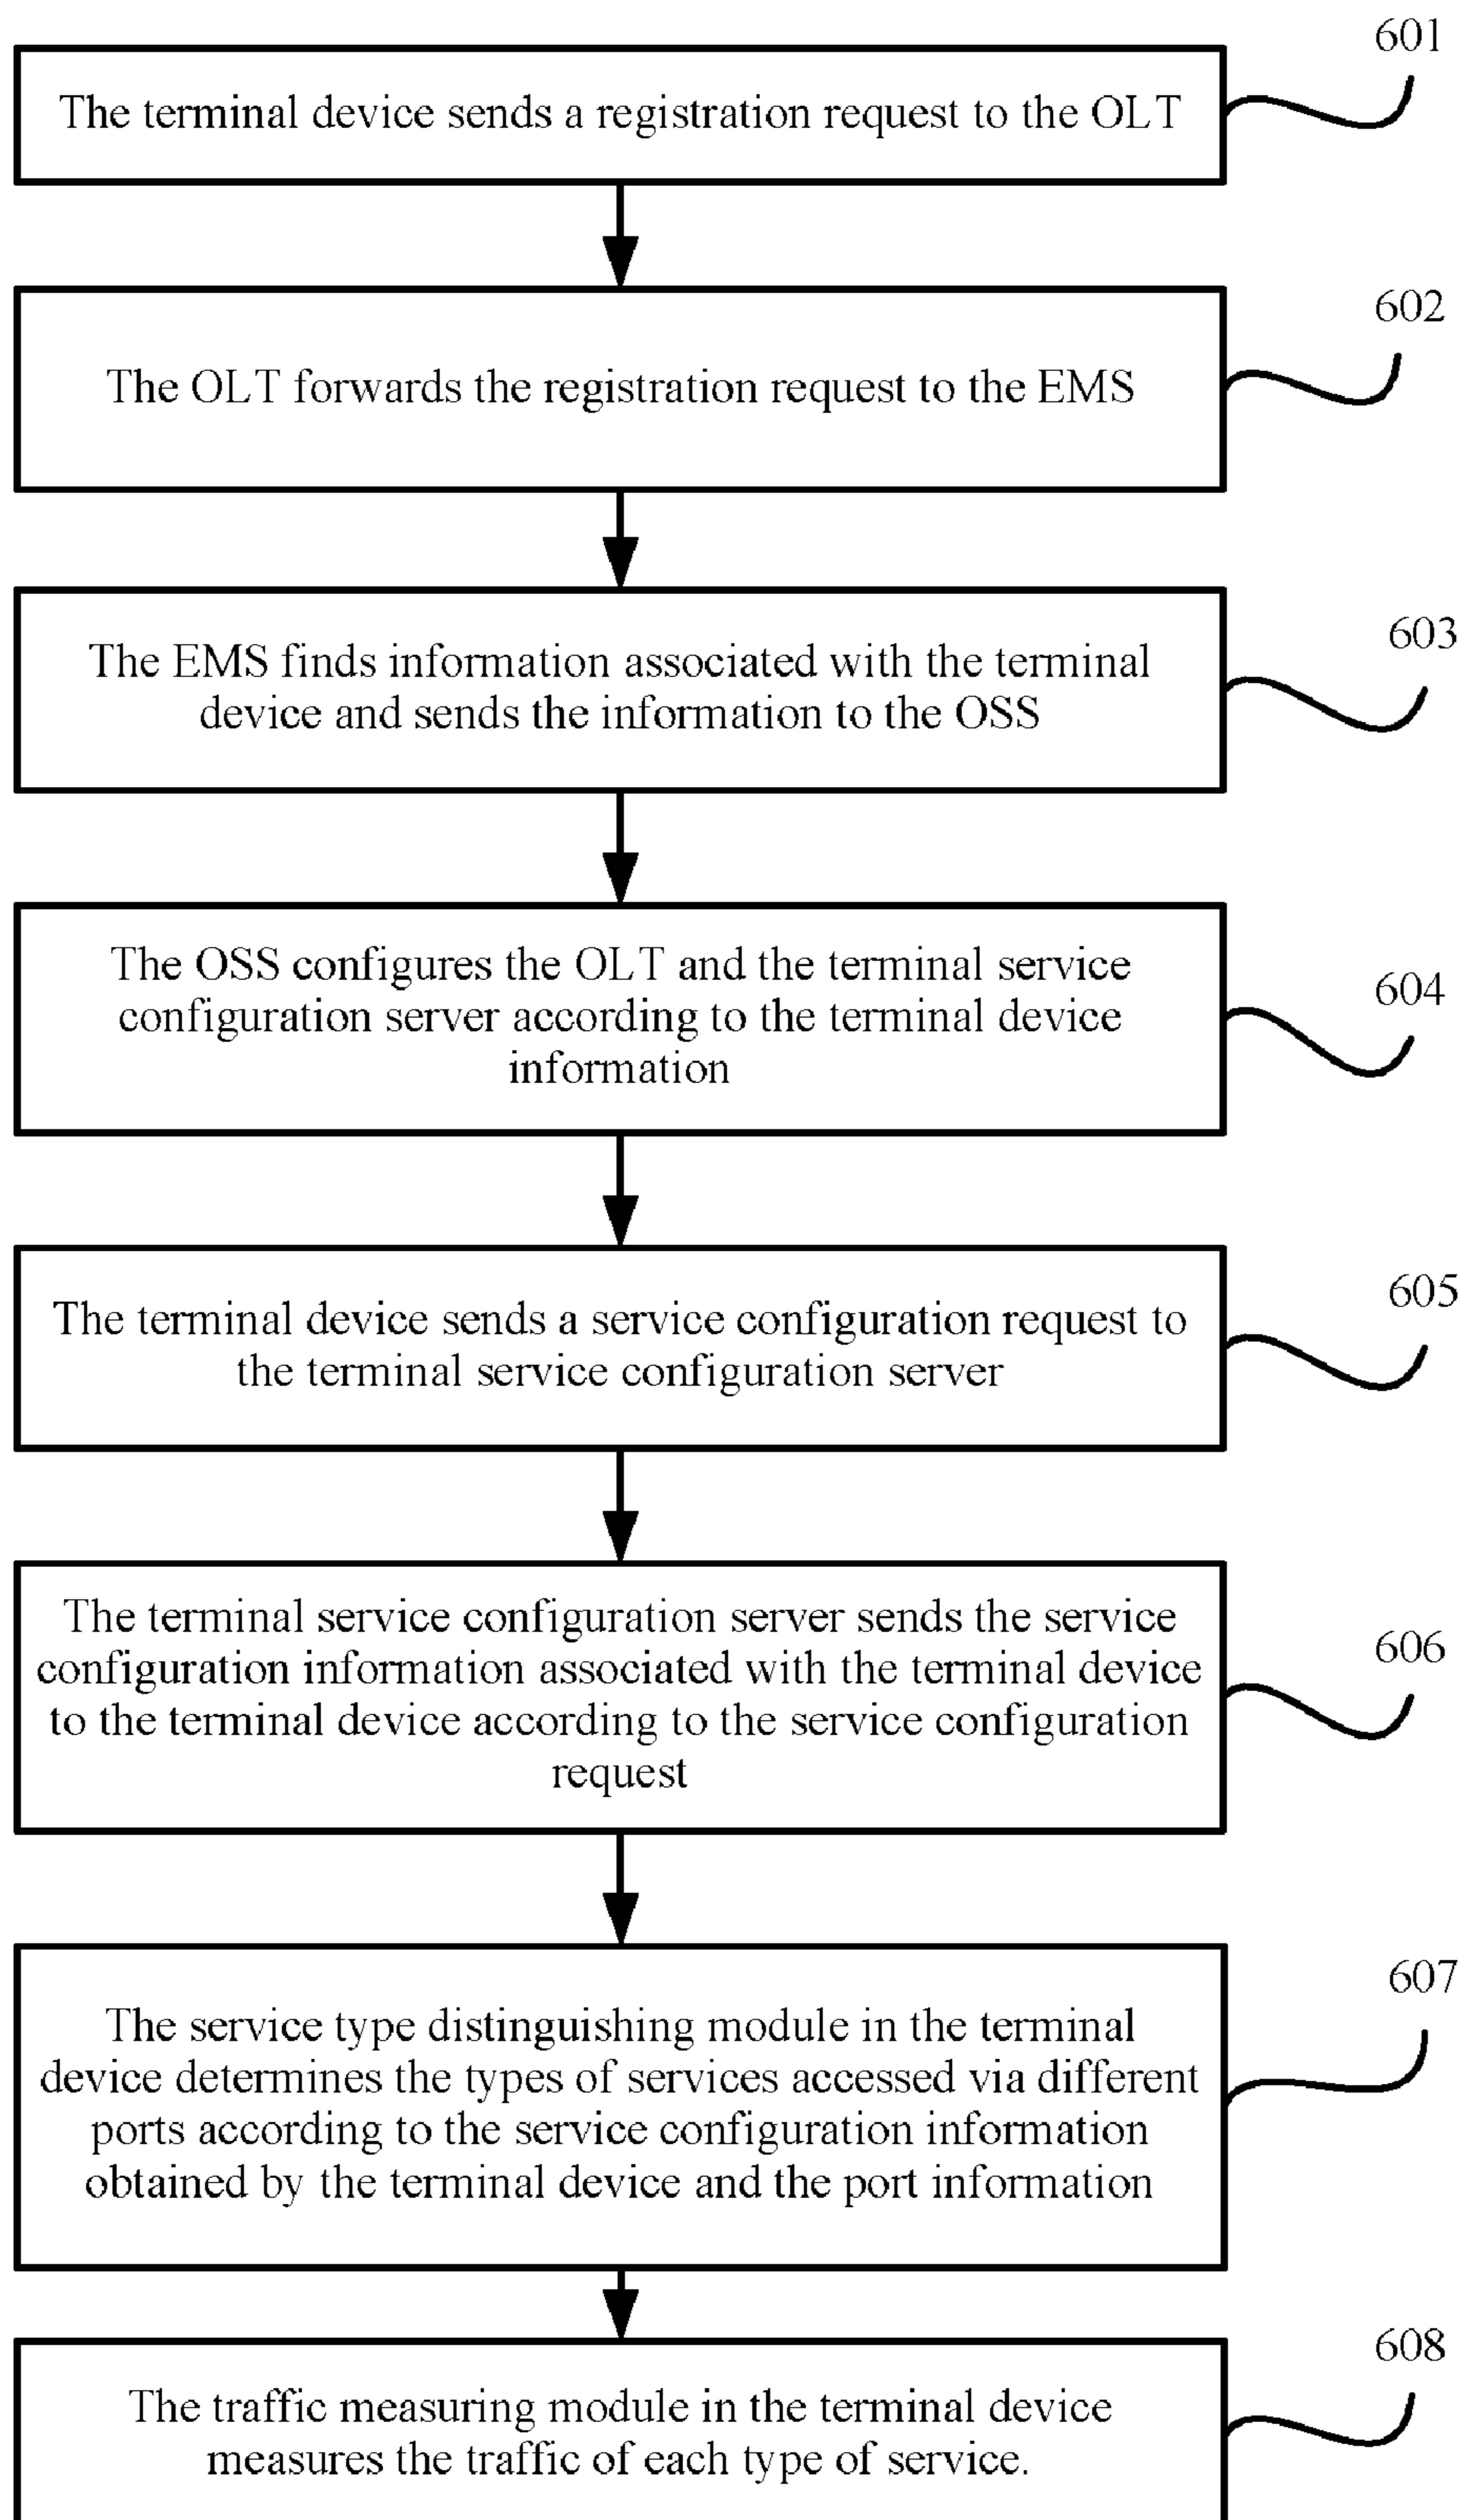 601
The terminal device sends a registration request to the OLT
602
The OLT forwards the registration request to the EMS
603
The EMS finds information associated with the terminal
device and sends the information to the OSS
604
The OSS configures the OLT and the terminal service
configuration server according to the terminal device
information
605
The terminal device sends a service configuration request to
the terminal service configuration server
606
The terminal service configuration server sends the service
configuration information associated with the terminal device
to the terminal device according to the service configuration
request
607
The service type distinguishing module in the terminal
device determines the types of services accessed via different
ports according to the service configuration information
obtained by the terminal device and the port information
608
The traffic measuring module in the terminal device
measures the traffic of each type of service.